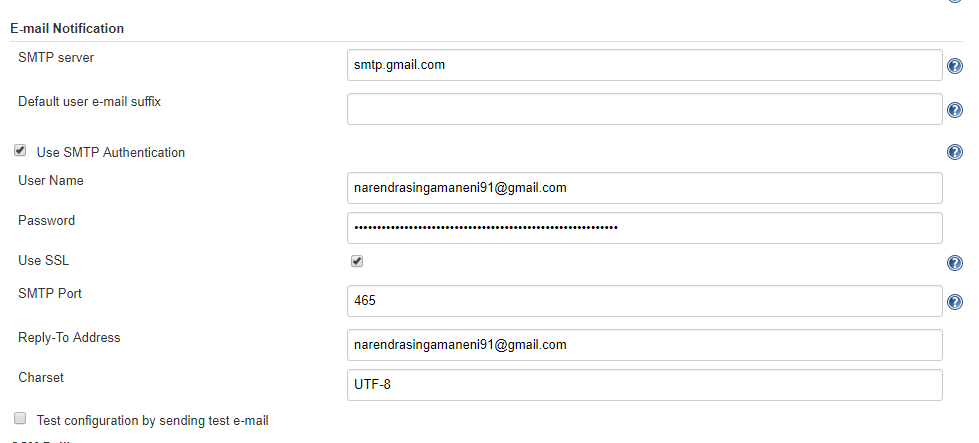 E-mail Notification
SMTP server
smtp.gmail.com
Default user e-mail suffix
Use SMTP Authentication
User Name
narendrasingamaneni91@gmail.com
Password
Use SSL
SMTP Port
465
Reply-To Address
narendrasingamaneni91@gmail.com
Charset
UTF-8
Test configuration by sending test e-mail